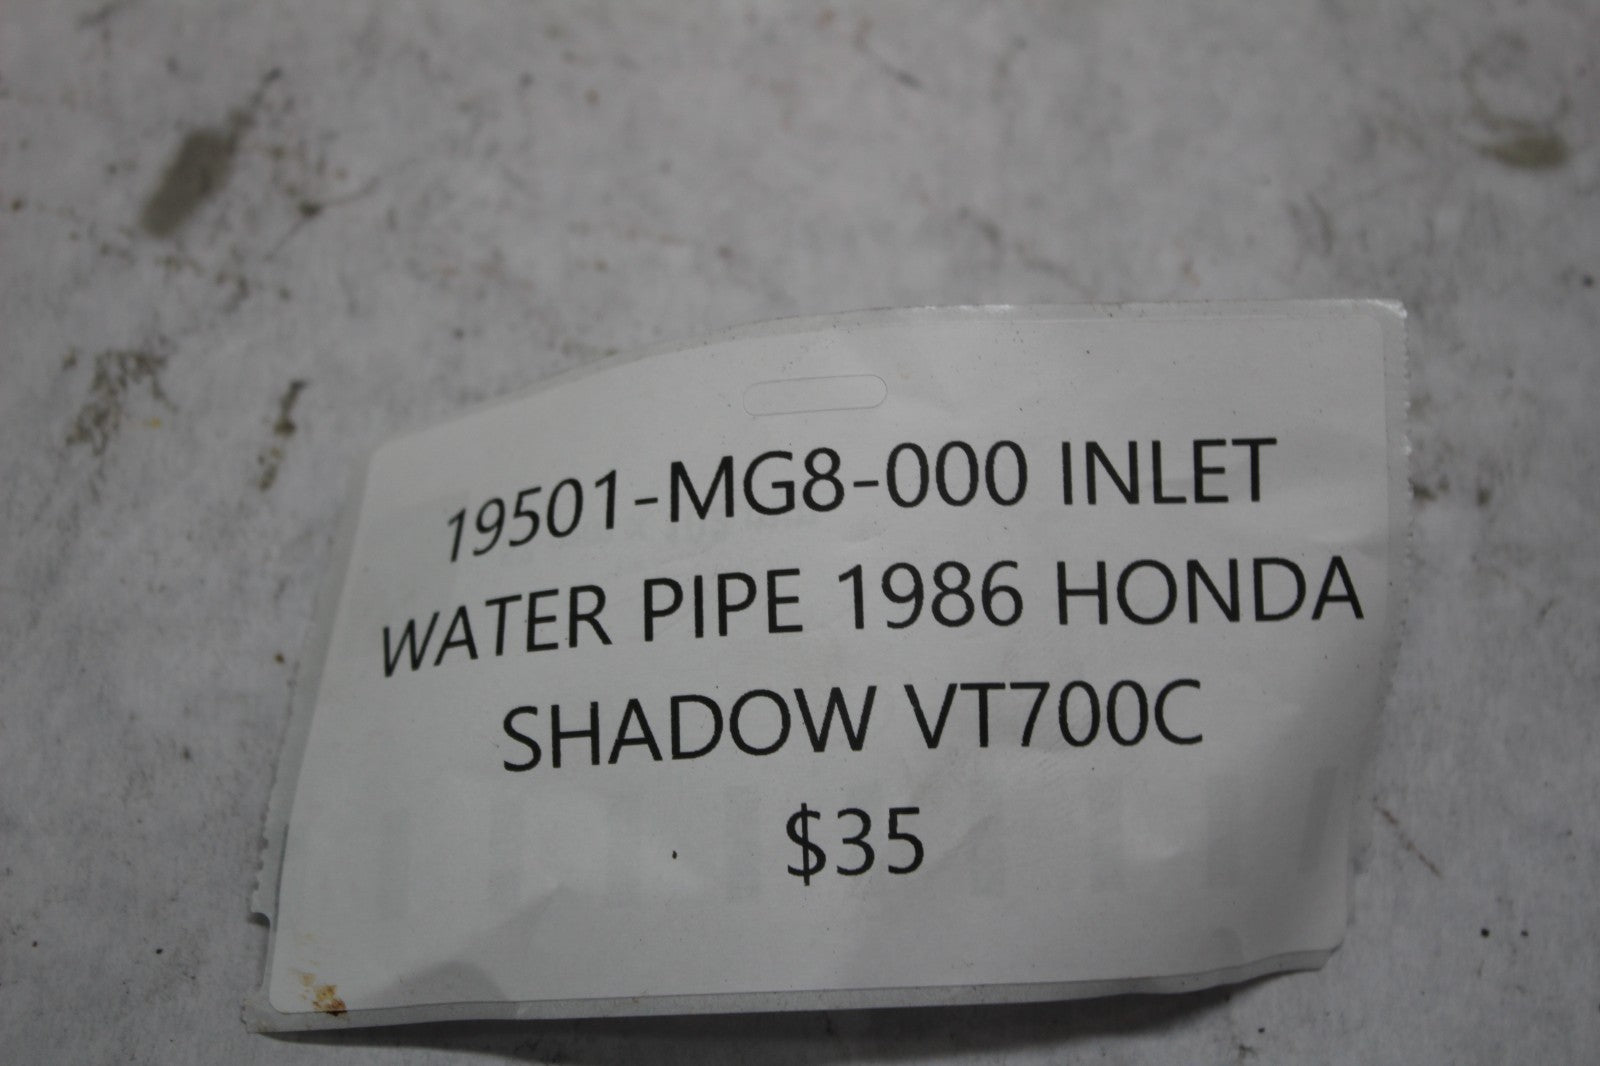 19501-MG8-000 INLET
WATER PIPE 1986 HONDA
SHADOW VT700C
$35